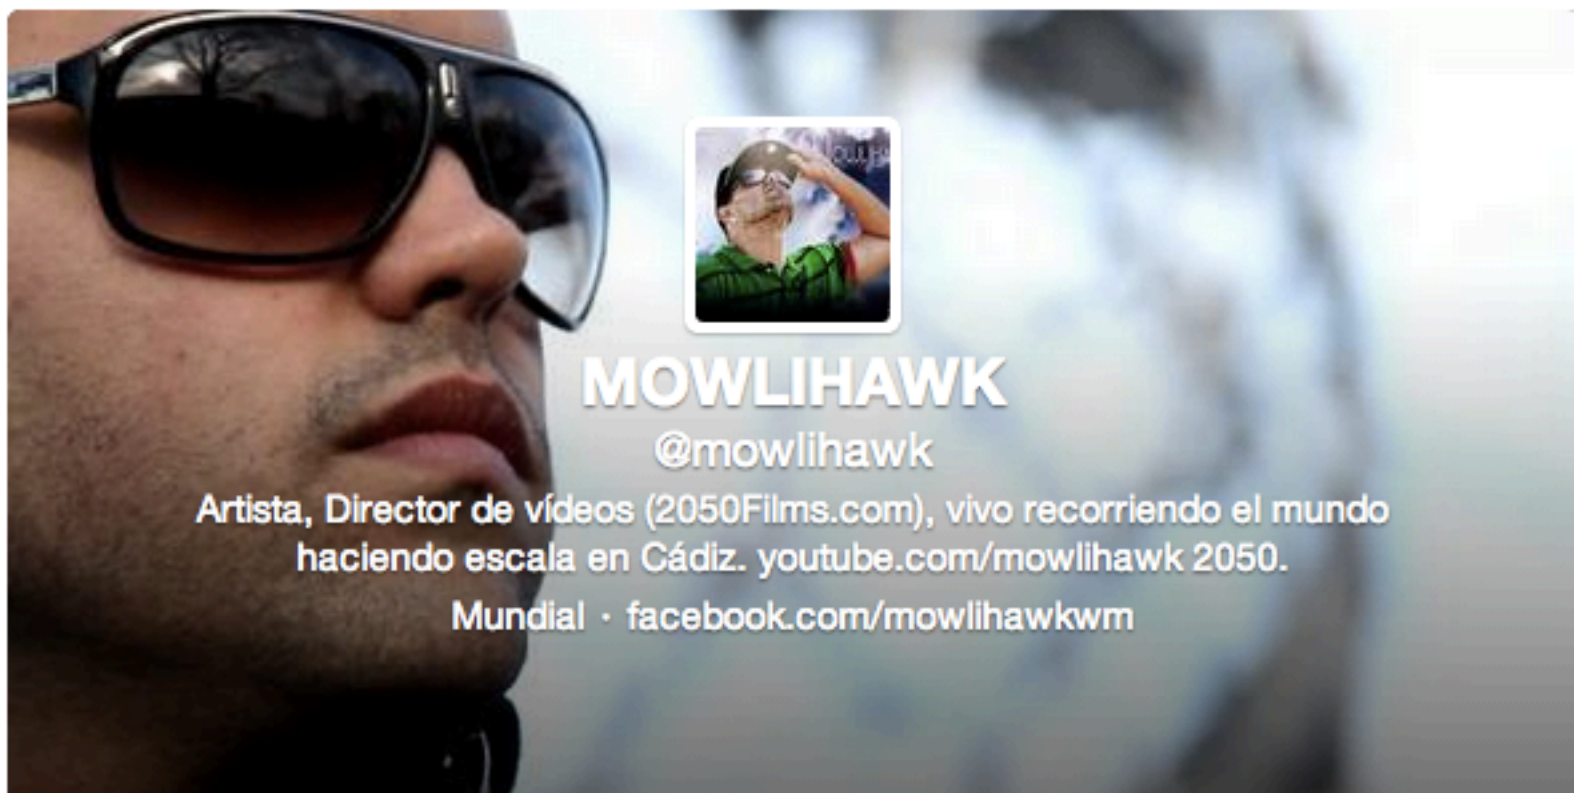 MOWLIHAWK
@mowlihawk
Artista, Director de vídeos (2050Films.com), vivo recorriendo el mundo
haciendo escala en Cádiz. youtube.com/mowlihawk 2050.
Mundial · facebook.com/mowlihawkwm